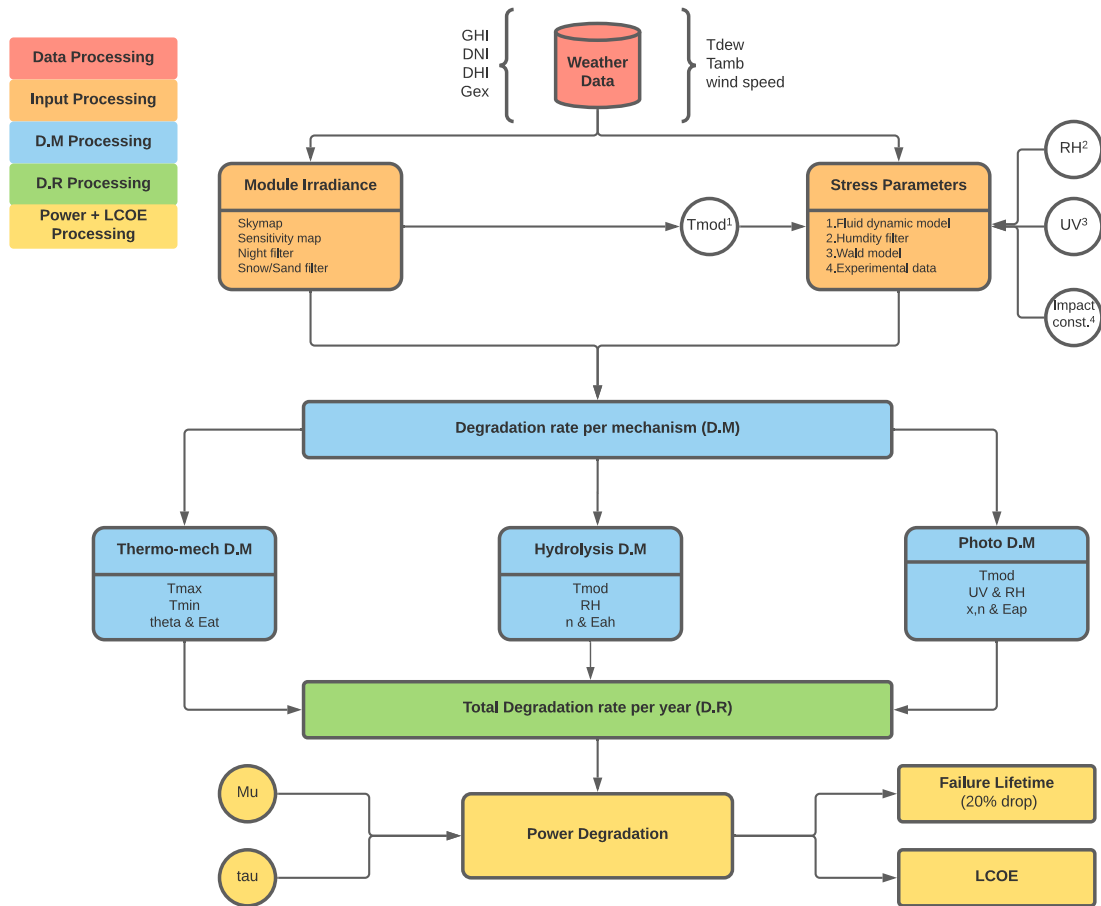 Data Processing
Input Processing
D.M Processing
D.R Processing
Power + LCOE
Processing
GHI
DNI
DHI
Gex
Weather
Data
Tdew
Tamb
wind speed
Module Irradiance
Skymap
Sensitivity map
Night filter
Snow/Sand filter
Tmod¹
Stress Parameters
1.Fluid dynamic model
2.Humdity filter
3.Wald model
4.Experimental data
RH²
UV³
Impact
const.⁴
Degradation rate per mechanism (D.M)
Thermo-mech D.M
Tmax
Tmin
theta & Eat
Hydrolysis D.M
Tmod
RH
n & Eah
Photo D.M
Tmod
UV & RH
x,n & Eap
Total Degradation rate per year (D.R)
Mu
tau
Power Degradation
Failure Lifetime
(20% drop)
LCOE